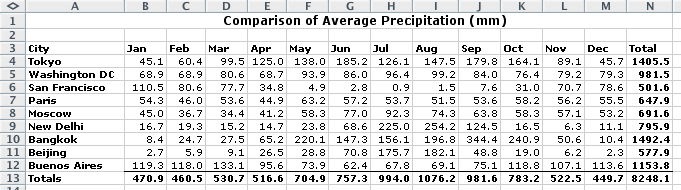 A B C D E F G H I J K L M N
1 Comparison of Average Precipitation (mm)
2
3 City Jan Feb Mar Apr May Jun Jul Aug Sep Oct Nov Dec Total
4 Tokyo 45.1 60.4 99.5 125.0 138.0 185.2 126.1 147.5 179.8 164.1 89.1 45.7 1405.5
5 Washington DC 68.9 68.9 80.6 68.7 93.9 86.0 96.4 99.2 84.0 76.4 79.2 79.3 981.5
6 San Francisco 110.5 80.6 77.7 34.8 4.9 2.8 0.9 1.5 7.6 31.0 70.7 78.6 501.6
7 Paris 54.3 46.0 53.6 44.9 63.2 57.2 53.7 51.5 53.6 58.2 56.2 55.5 647.9
8 Moscow 45.0 36.7 34.4 41.2 58.3 77.0 92.3 74.3 63.8 58.3 57.1 53.2 691.6
9 New Delhi 16.7 19.3 15.2 14.7 23.8 68.6 225.0 254.2 124.5 16.5 6.3 11.1 795.9
10 Bangkok 8.4 24.7 27.5 65.2 220.1 147.3 156.1 196.8 344.4 240.9 50.6 10.4 1492.4
11 Beijing 2.7 5.9 9.1 26.5 28.8 70.8 175.7 182.1 48.8 19.0 6.2 2.3 577.9
12 Buenos Aires 119.3 118.0 133.1 95.6 73.9 62.4 67.8 69.1 75.1 118.8 107.1 113.6 1153.8
13 Totals 470.9 460.5 530.7 516.6 704.9 757.3 994.0 1076.2 981.6 783.2 522.5 449.7 8248.1